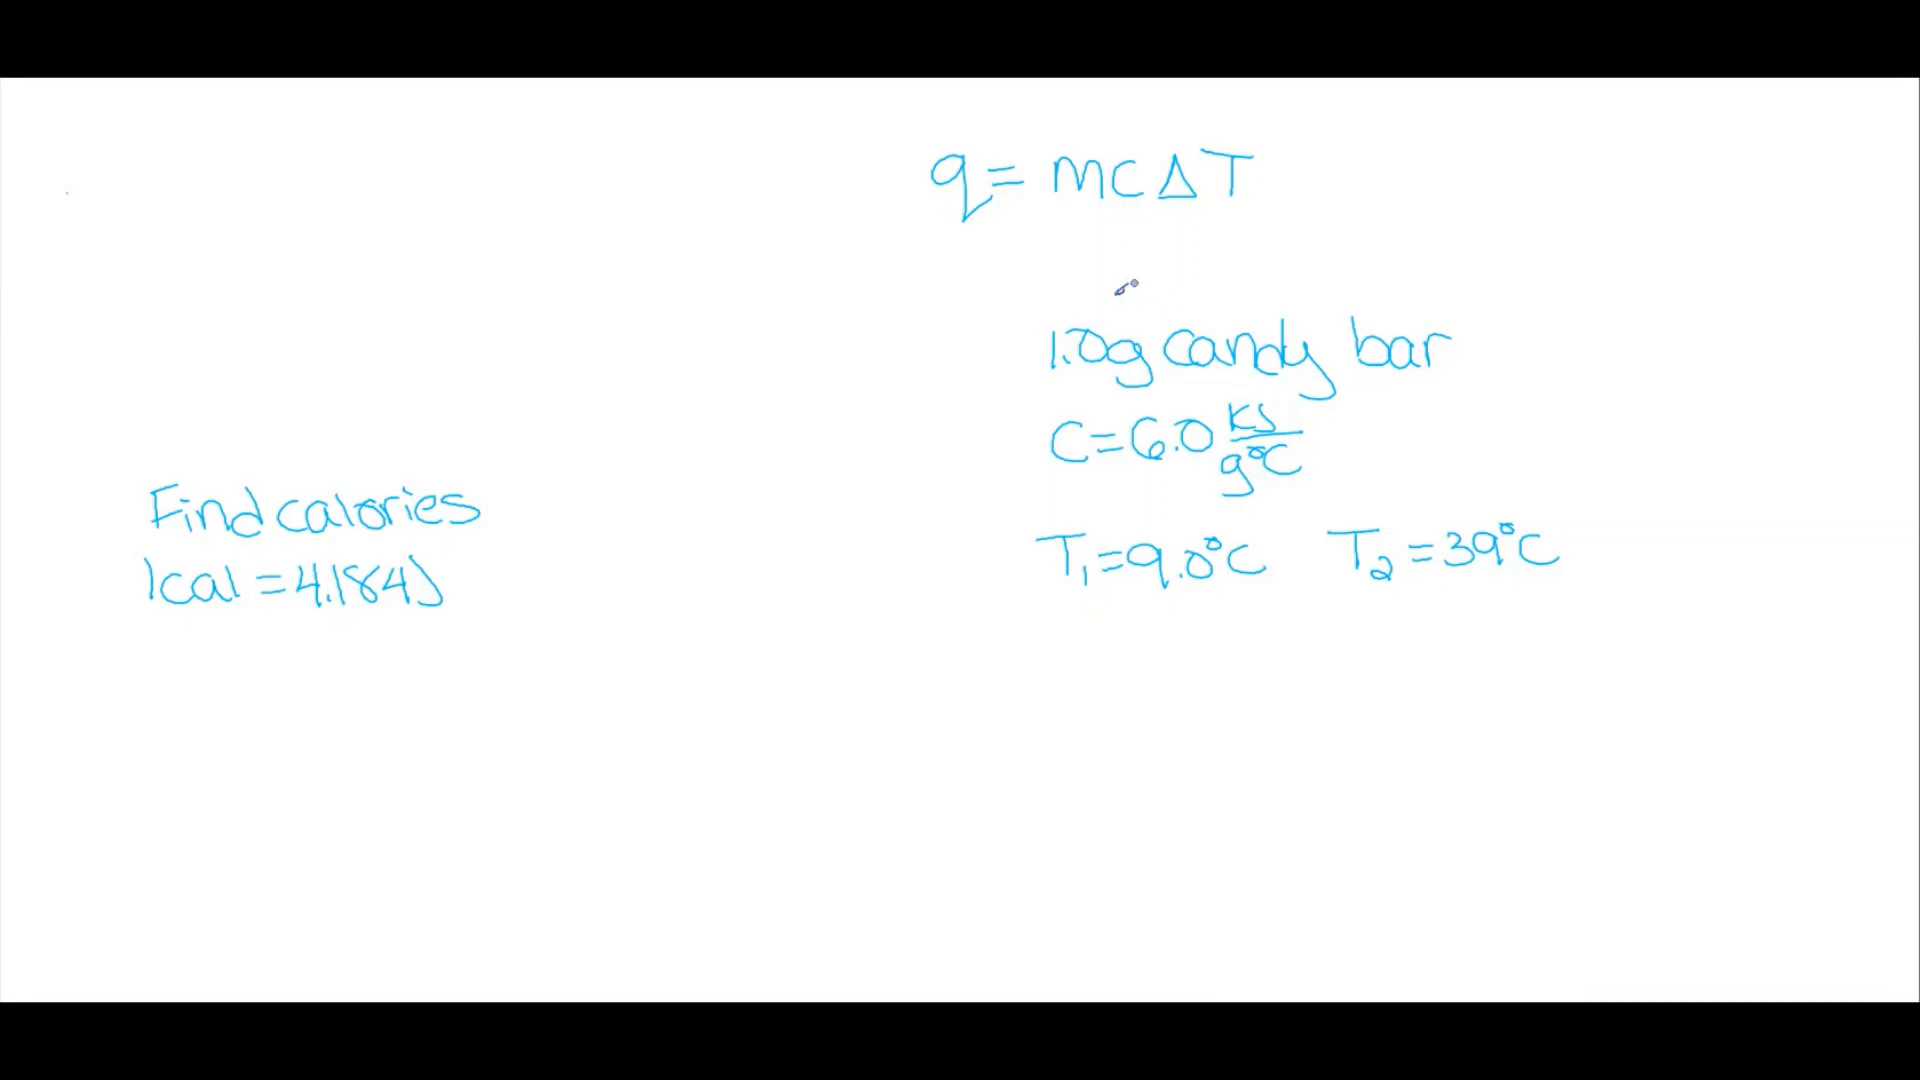 q = mcΔT
1.0g candy bar
C = 6.0 kJ/g°C
T₁ = 9.0°C T₂ = 39°C
Find calories
1cal = 4.184J